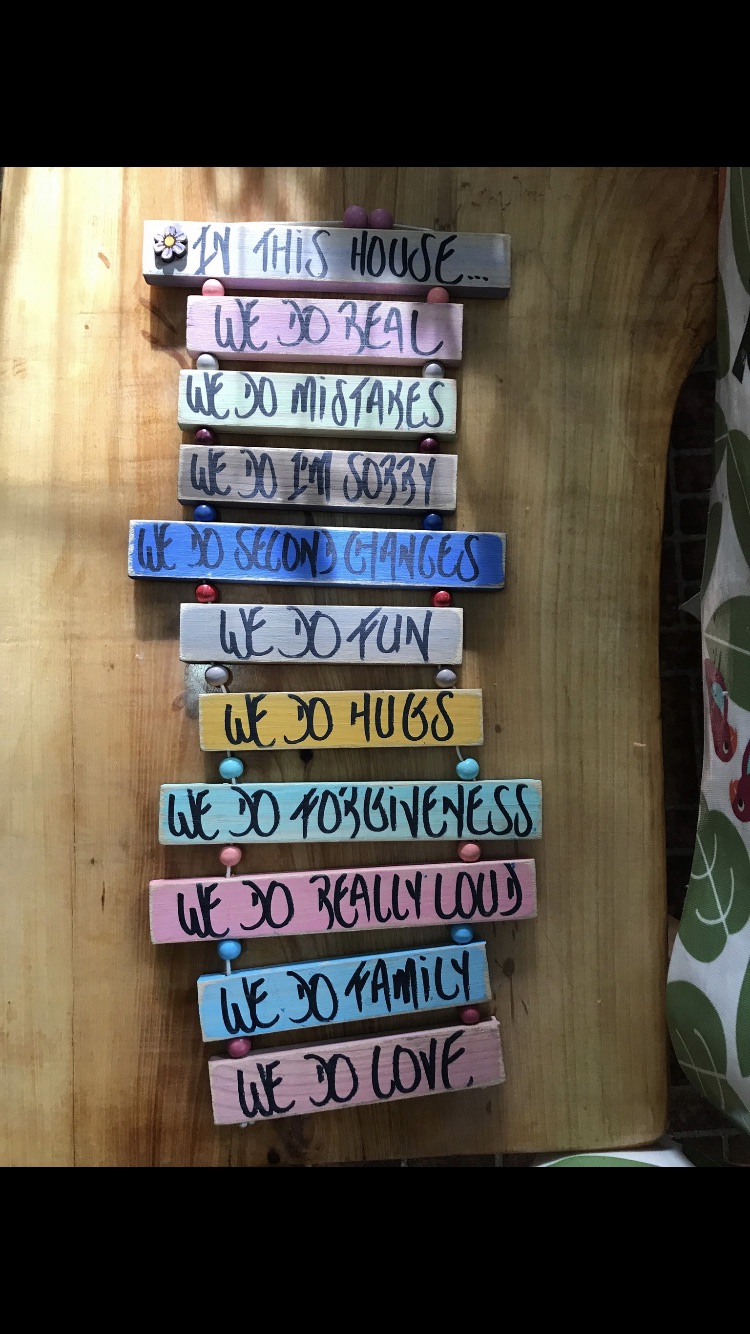 IN THIS HOUSE...
WE DO REAL
WE DO MISTAKES
WE DO I'M SORRY
WE DO SECOND CHANCES
WE DO FUN
WE DO HUGS
WE DO FORGIVENESS
WE DO REALLY LOUD
WE DO FAMILY
WE DO LOVE.